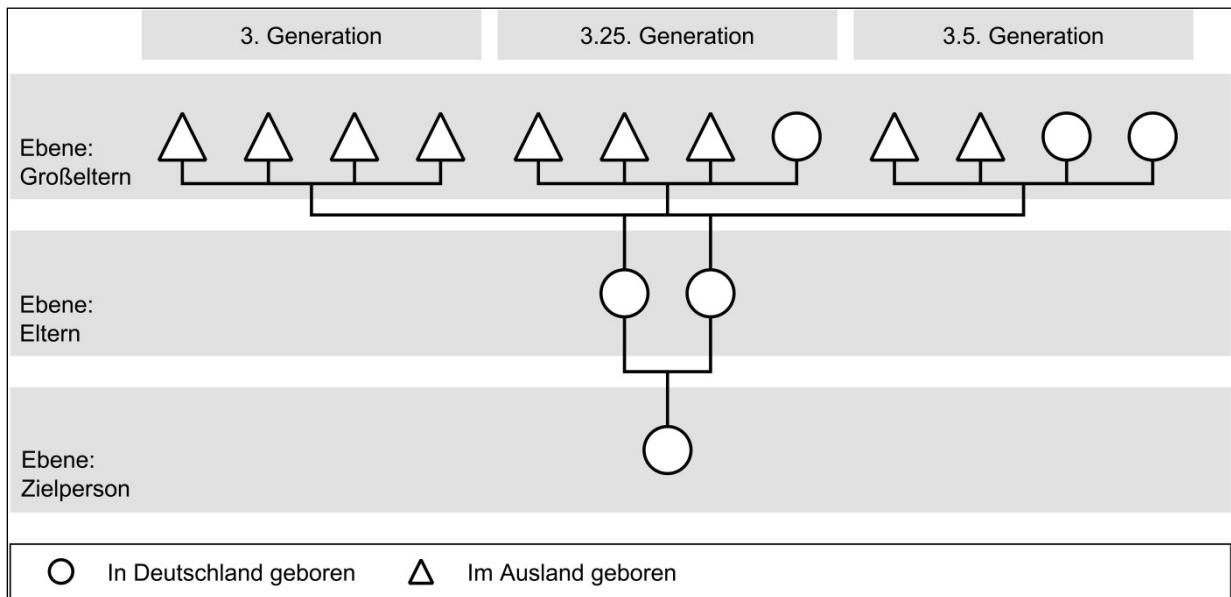 3. Generation
3.25. Generation
3.5. Generation
Ebene:
Großeltern
Ebene:
Eltern
Ebene:
Zielperson
In Deutschland geboren
Im Ausland geboren